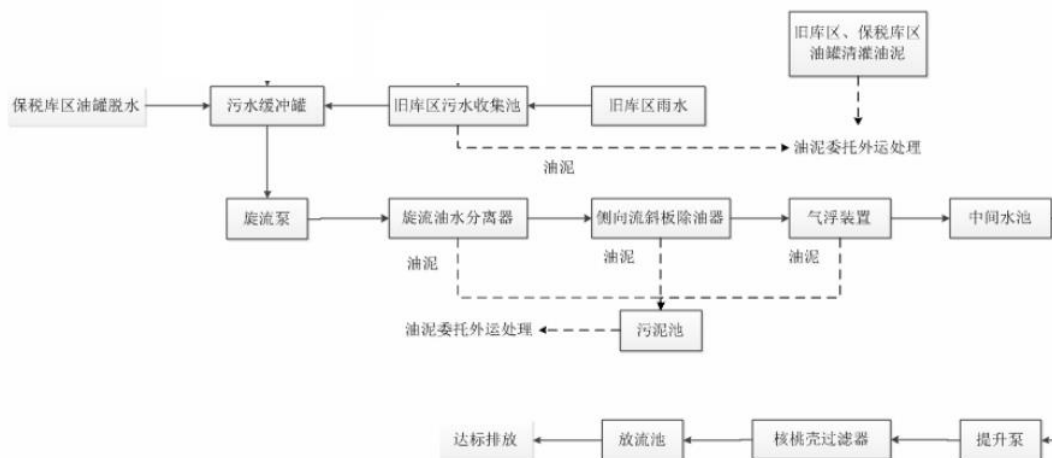 旧库区、保税库区
油罐清灌油泥
保税库区油罐脱水
污水缓冲罐
旧库区污水收集池
旧库区雨水
油泥委托外运处理
油泥
旋流泵
旋流油水分离器
侧向流斜板除油器
气浮装置
中间水池
油泥
油泥
油泥
油泥委托外运处理
污泥池
达标排放
放流池
核桃壳过滤器
提升泵